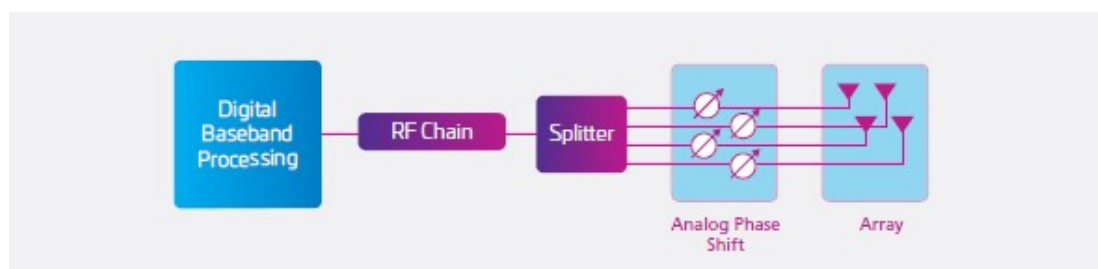 Digital
Baseband
Processing
RF Chain
Splitter
Analog Phase
Shift
Array